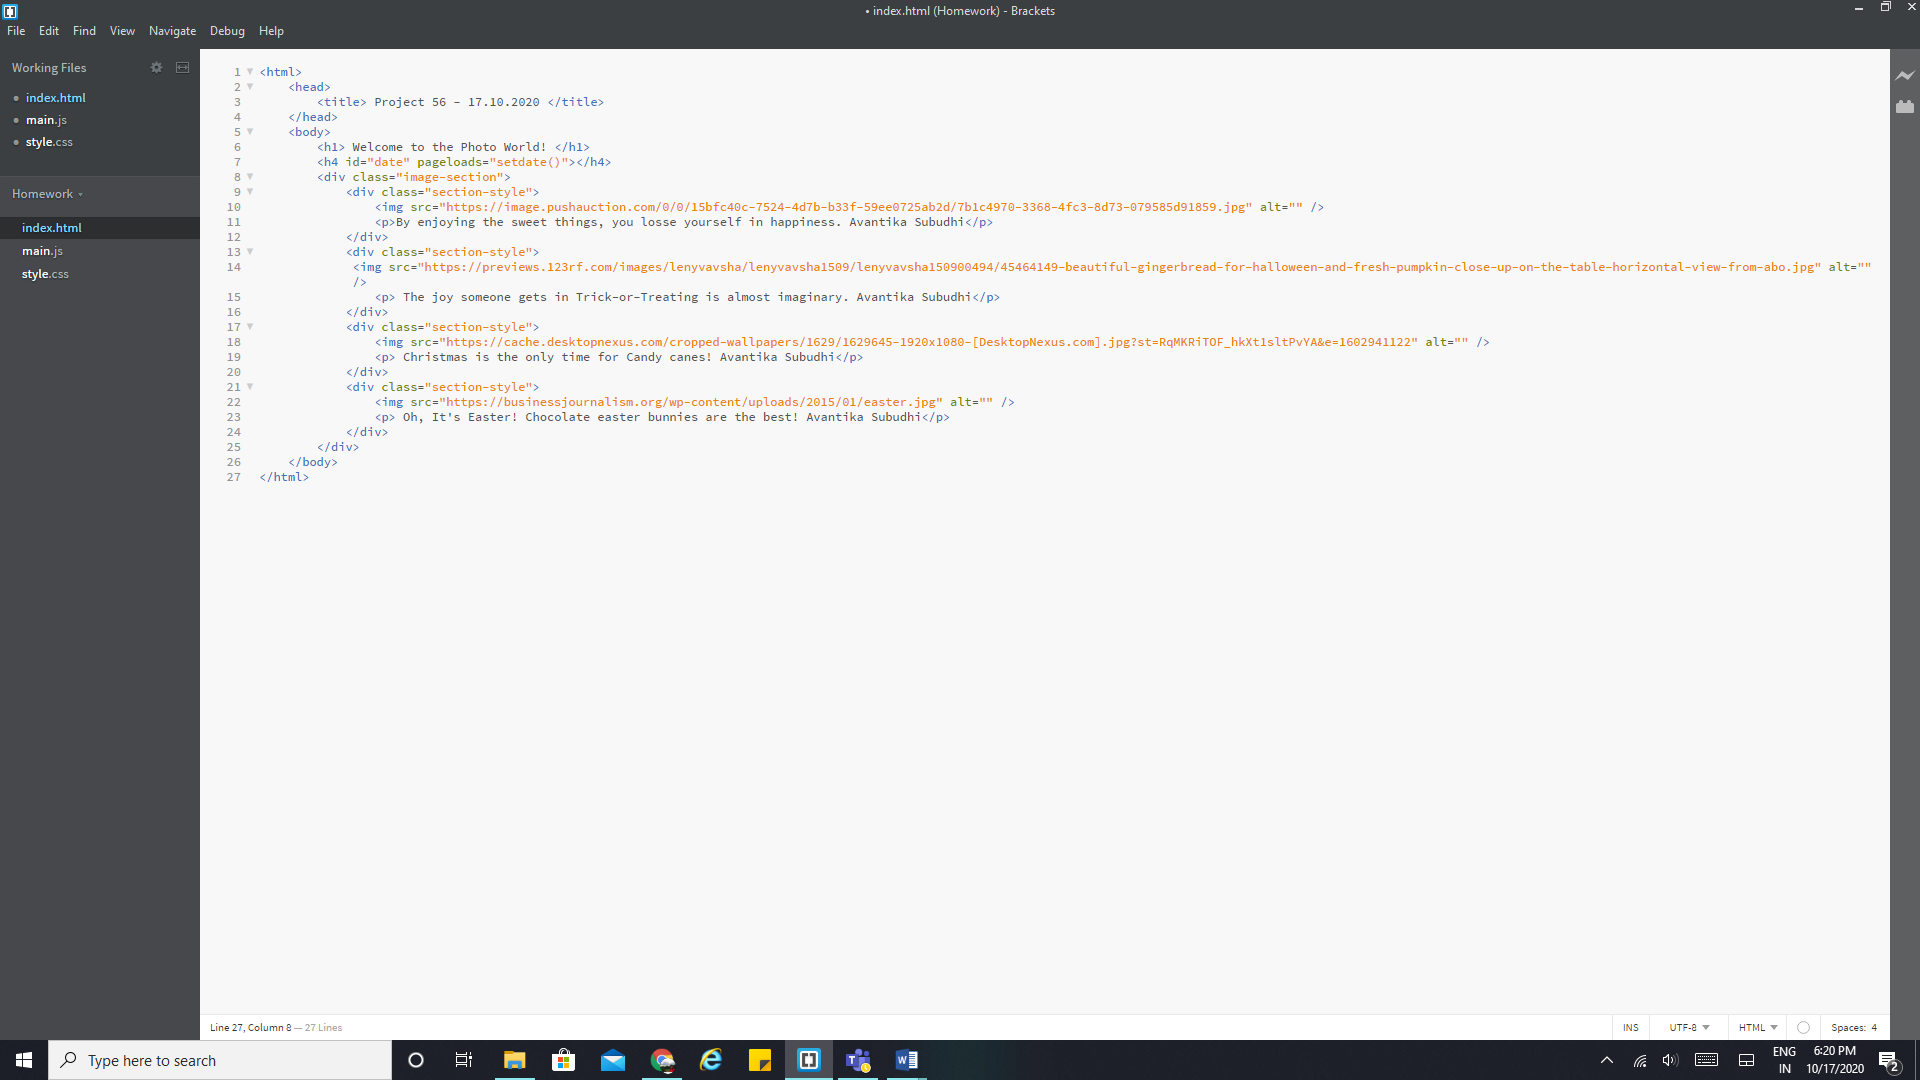 • index.html (Homework) - Brackets
File Edit Find View Navigate Debug Help
Working Files
index.html
main.js
style.css
Homework
index.html
main.js
style.css
1 <html>
2 <head>
3 <title> Project 56 - 17.10.2020 </title>
4 </head>
5 <body>
6 <h1> Welcome to the Photo World! </h1>
7 <h4 id="date" pageloads="setdate()"></h4>
8 <div class="image-section">
9 <div class="section-style">
10 <img src="https://image.pushauction.com/0/0/15bfc40c-7524-4d7b-b33f-59ee0725ab2d/7b1c4970-3368-4fc3-8d73-079585d91859.jpg" alt="" />
11 <p>By enjoying the sweet things, you losse yourself in happiness. Avantika Subudhi</p>
12 </div>
13 <div class="section-style">
14 <img src="https://previews.123rf.com/images/lenyvavsha/lenyvavsha1509/lenyvavsha150900494/45464149-beautiful-gingerbread-for-halloween-and-fresh-pumpkin-close-up-on-the-table-horizontal-view-from-abo.jpg" alt=""
/>
15 <p> The joy someone gets in Trick-or-Treating is almost imaginary. Avantika Subudhi</p>
16 </div>
17 <div class="section-style">
18 <img src="https://cache.desktopnexus.com/cropped-wallpapers/1629/1629645-1920x1080-[DesktopNexus.com].jpg?st=RqMKRiTOF_hkXt1sltPvYA&e=1602941122" alt="" />
19 <p> Christmas is the only time for Candy canes! Avantika Subudhi</p>
20 </div>
21 <div class="section-style">
22 <img src="https://businessjournalism.org/wp-content/uploads/2015/01/easter.jpg" alt="" />
23 <p> Oh, It's Easter! Chocolate easter bunnies are the best! Avantika Subudhi</p>
24 </div>
25 </div>
26 </body>
27 </html>
Line 27, Column 8 — 27 Lines
INS UTF-8 HTML Spaces: 4
Type here to search
ENG
IN
6:20 PM
10/17/2020
2